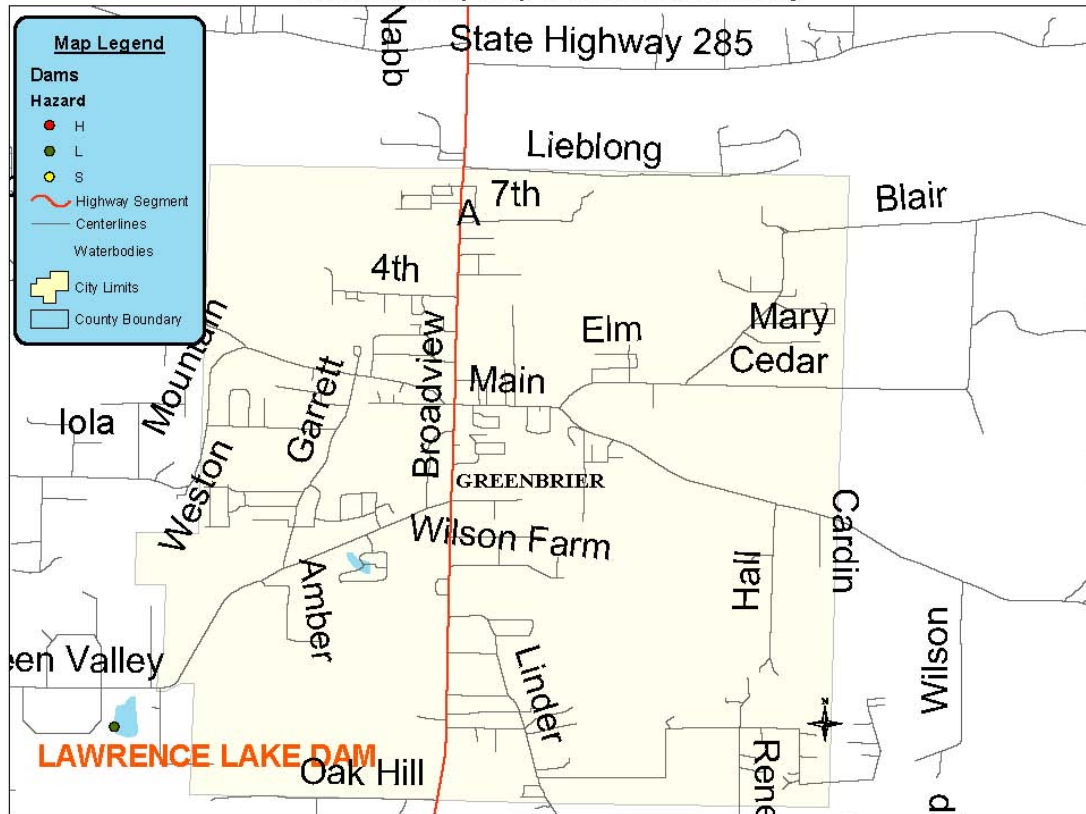 Map Legend
Dams
Hazard
H
L
S
Highway Segment
Centerlines
Waterbodies
City Limits
County Boundary
Nabb
State Highway 285
Lieblong
Blair
7th
A
4th
Mountain
Broadview
Elm
Mary
Cedar
Main
Garrett
Iola
Weston
GREENBRIER
Wilson Farm
Cardin
Hall
Amber
Wilson
een Valley
Linder
N
LAWRENCE LAKE DAM
Oak Hill
Rene
d